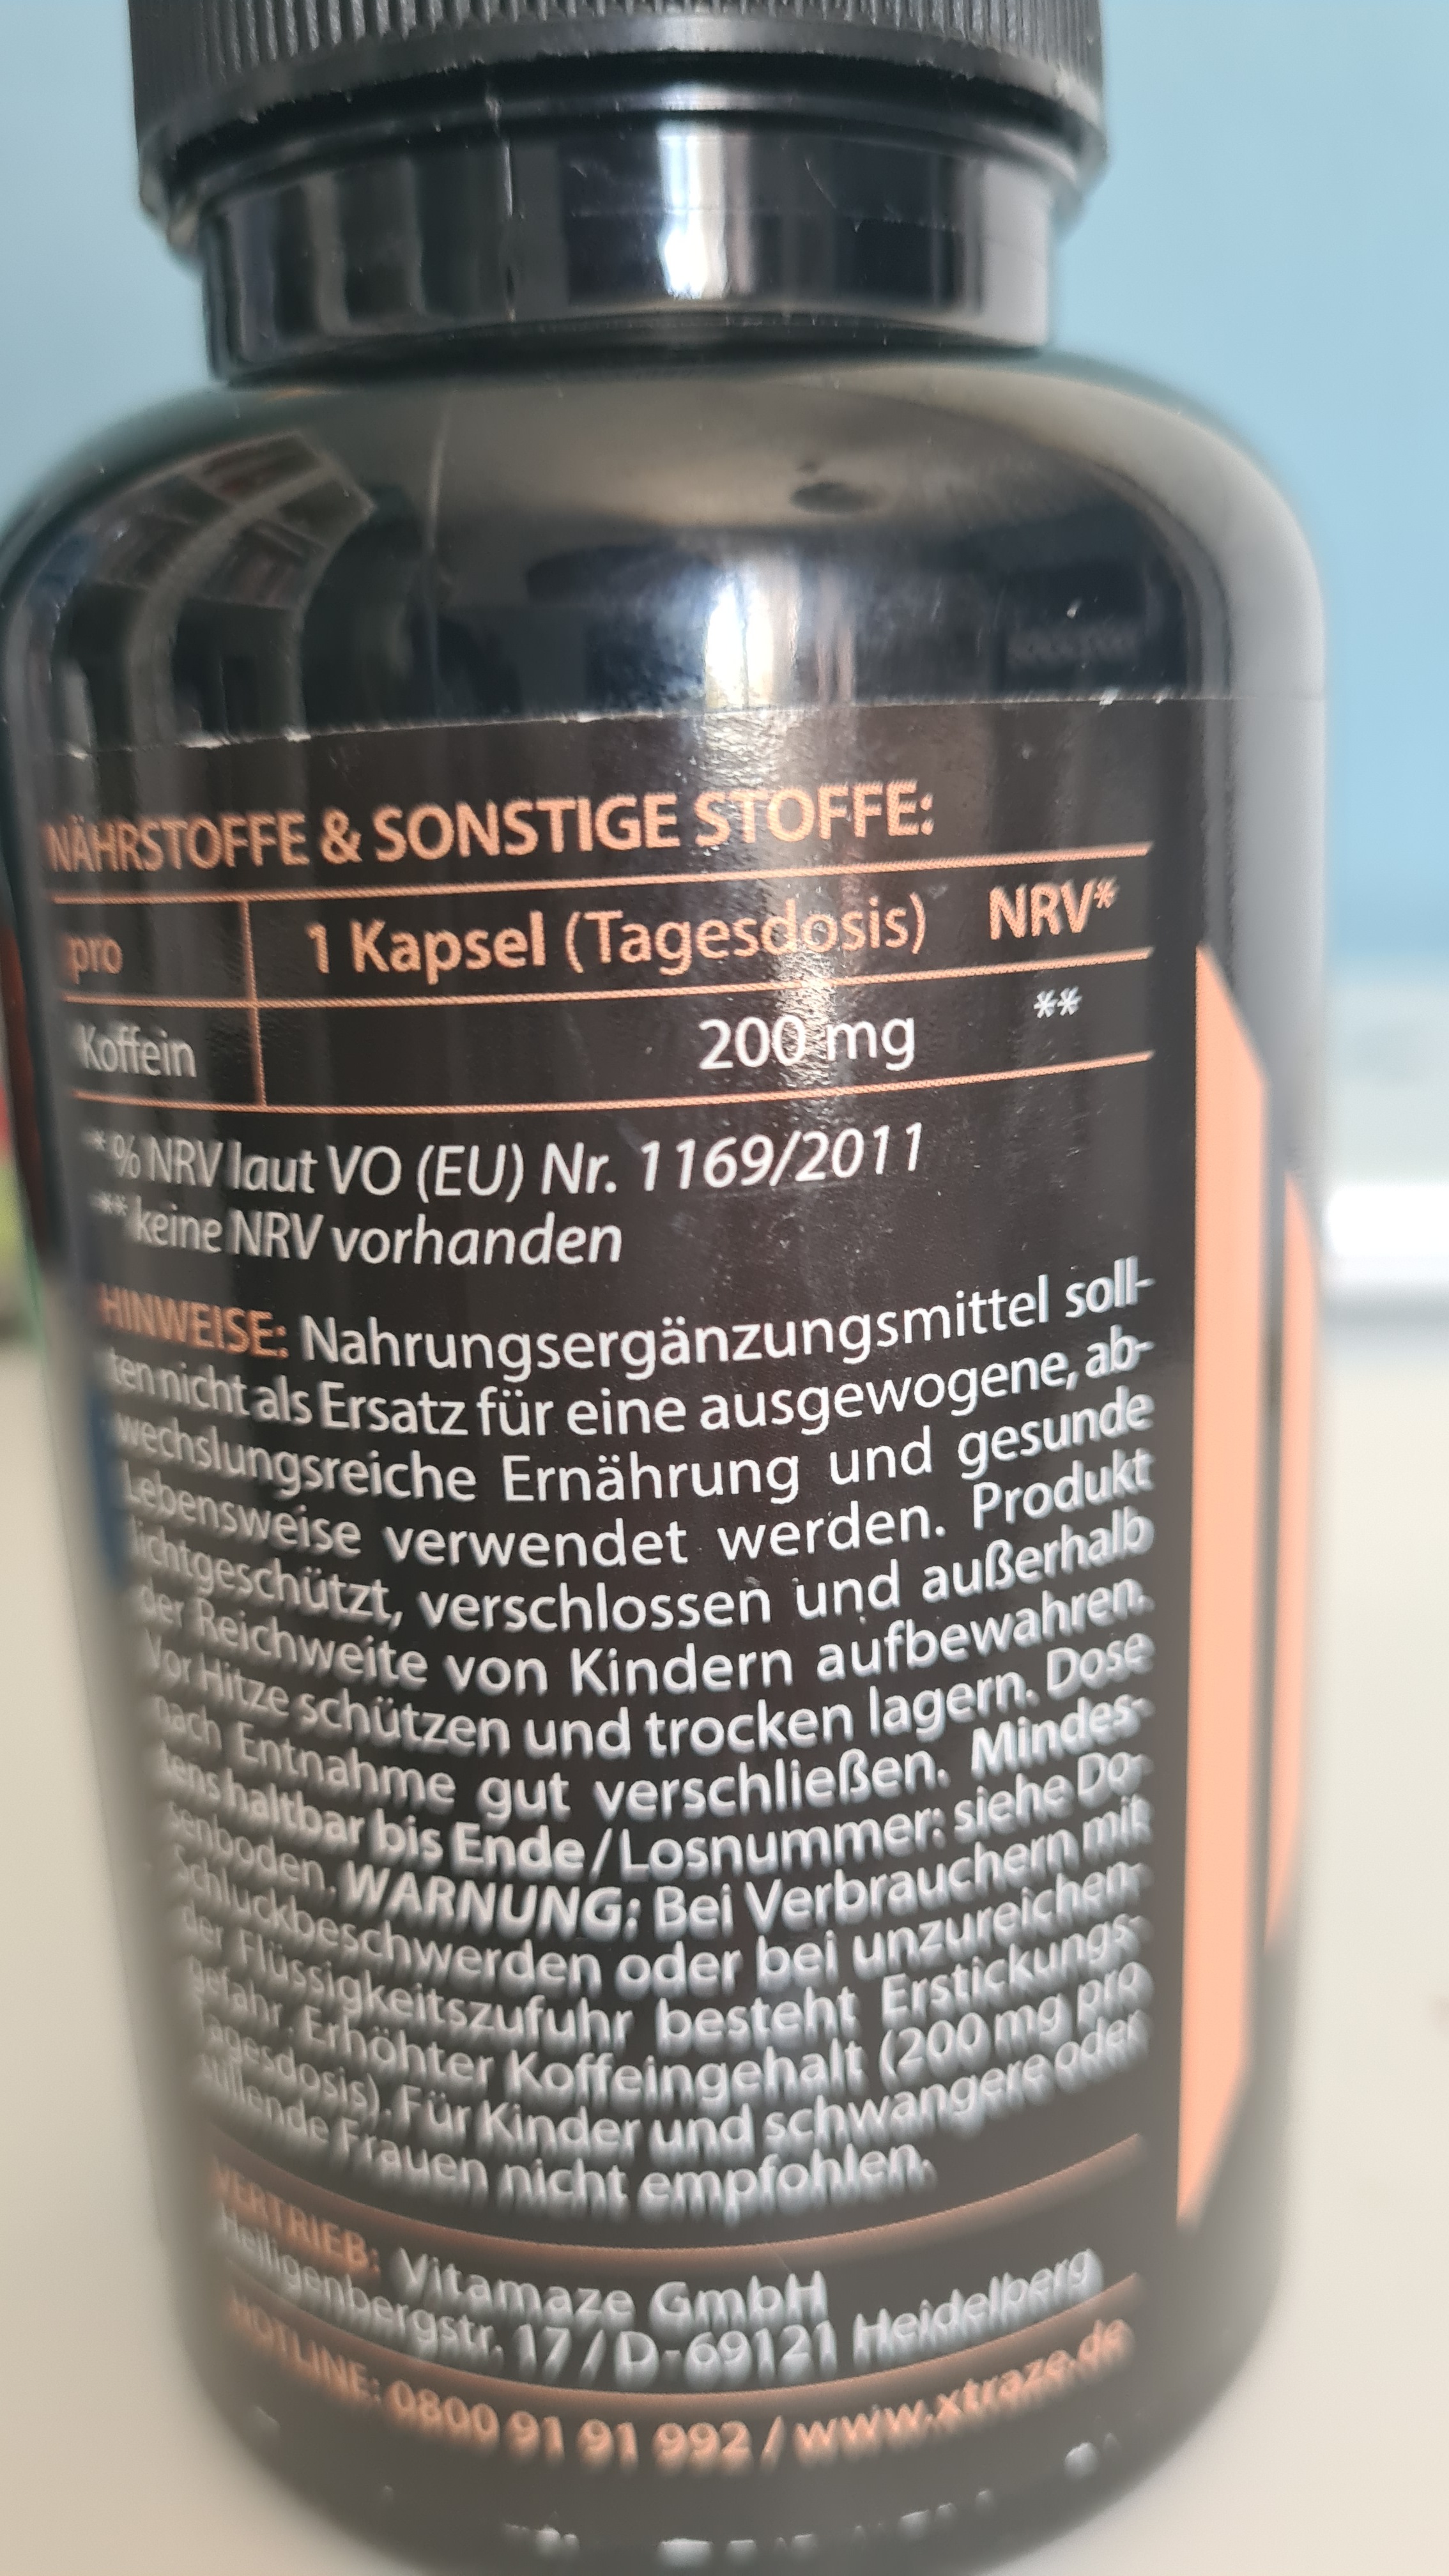 NÄHRSTOFFE & SONSTIGE STOFFE:
pro 1 Kapsel (Tagesdosis) NRV*
Koffein 200 mg **
* % NRV laut VO (EU) Nr. 1169/2011
** keine NRV vorhanden
HINWEISE: Nahrungsergänzungsmittel soll-
ten nicht als Ersatz für eine ausgewogene, ab-
wechslungsreiche Ernährung und gesunde
Lebensweise verwendet werden. Produkt
lichtgeschützt, verschlossen und außerhalb
der Reichweite von Kindern aufbewahren.
Vor Hitze schützen und trocken lagern. Dose
nach Entnahme gut verschließen. Mindes-
tens haltbar bis Ende/Losnummer: siehe Do-
senboden. WARNUNG: Bei Verbrauchern mit
Schluckbeschwerden oder bei unzureichen-
der Flüssigkeitszufuhr besteht Erstickungs-
gefahr. Erhöhter Koffeingehalt (200 mg pro
Tagesdosis). Für Kinder und schwangere oder
stillende Frauen nicht empfohlen.
VERTRIEB: Vitamaze GmbH
Heiligenbergstr. 17 / D-69121 Heidelberg
HOTLINE: 0800 91 91 992 / www.xtraze.de